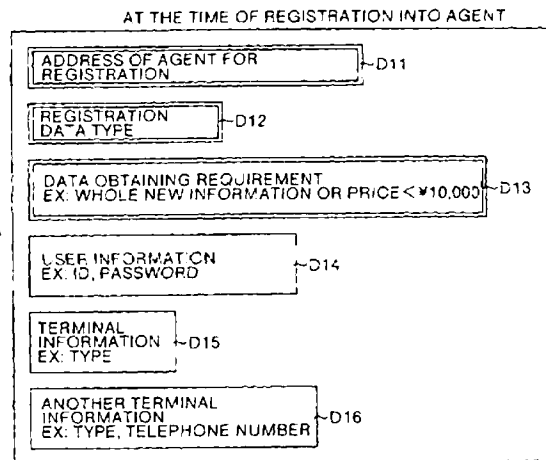 AT THE TIME OF REGISTRATION INTO AGENT
ADDRESS OF AGENT FOR
REGISTRATION
D11
REGISTRATION
DATA TYPE
D12
DATA OBTAINING REQUIREMENT
EX: WHOLE NEW INFORMATION OR PRICE<¥10,000
D13
USER INFORMATION
EX: ID, PASSWORD
D14
TERMINAL
INFORMATION
EX: TYPE
D15
ANOTHER TERMINAL
INFORMATION
EX: TYPE, TELEPHONE NUMBER
D16